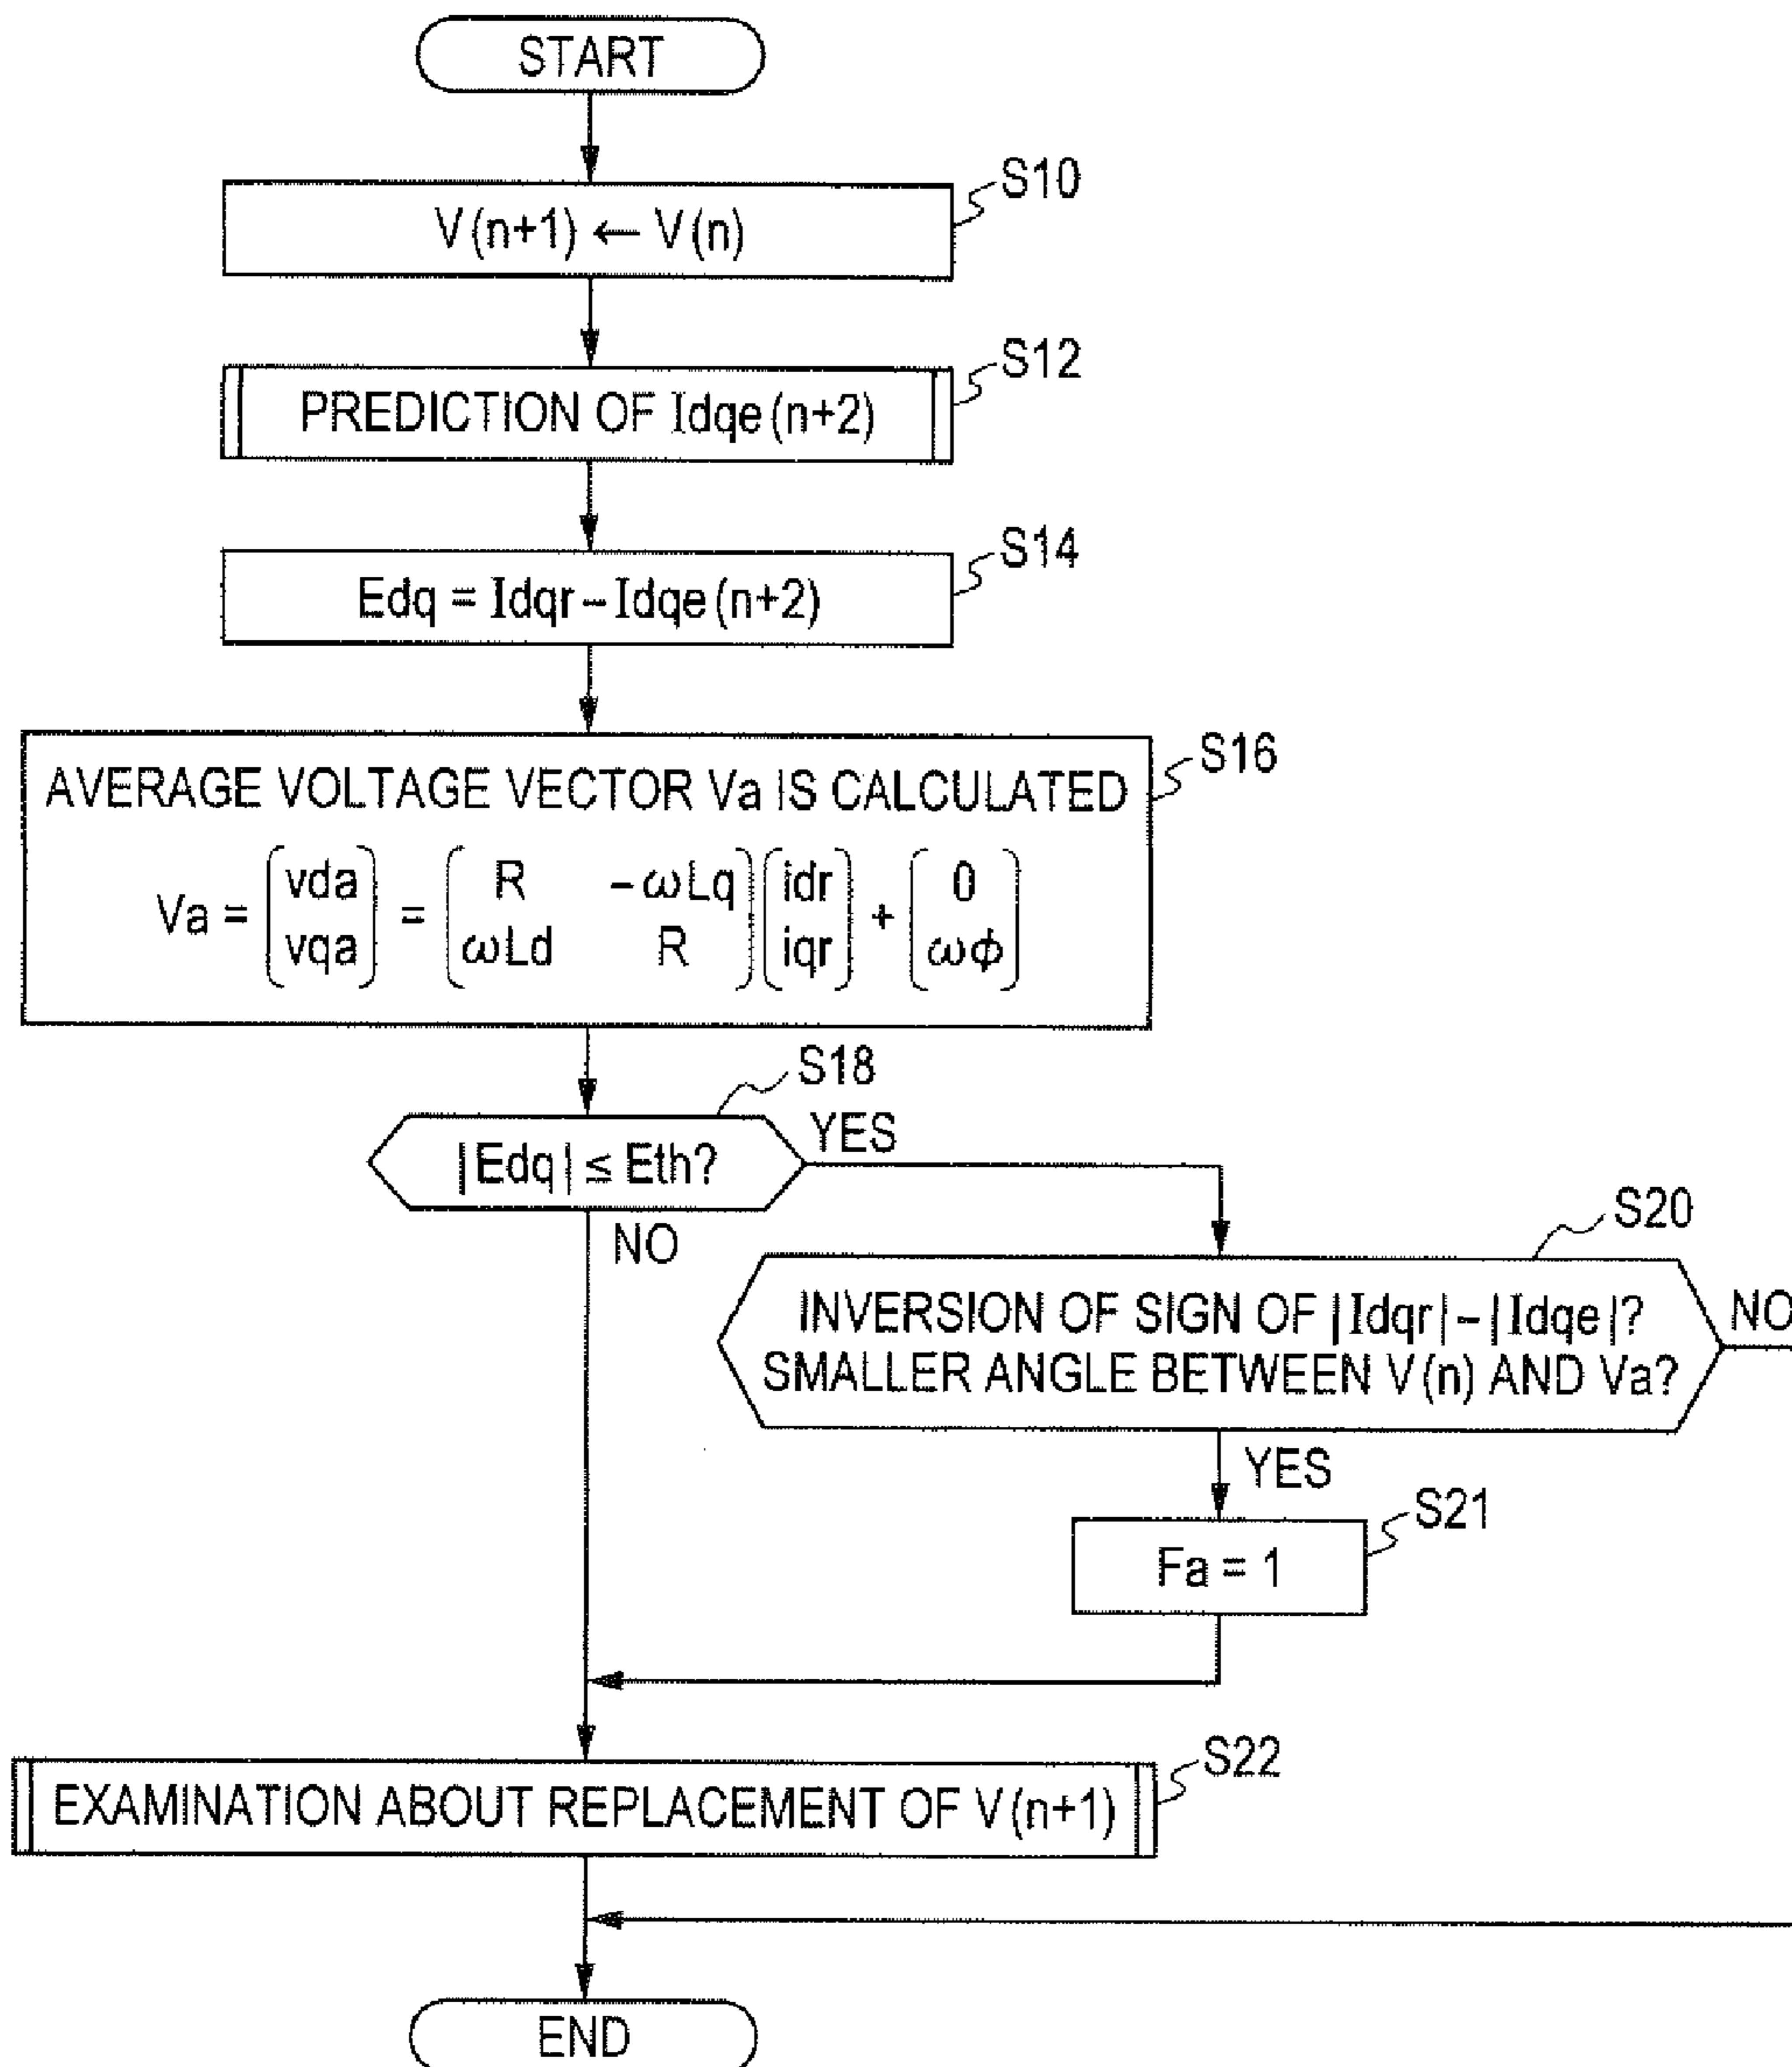 START
S10
V(n+1) ← V(n)
S12
PREDICTION OF Idqe(n+2)
S14
Edq = Idqr – Idqe(n+2)
S16
AVERAGE VOLTAGE VECTOR Va IS CALCULATED
Va = (vda vqa) = (R -ωLq ωLd R)(idr iqr) + (0 ωϕ)
S18
|Edq| ≤ Eth?
YES
NO
S20
INVERSION OF SIGN OF |Idqr| – |Idqe|?
SMALLER ANGLE BETWEEN V(n) AND Va?
NO
YES
S21
Fa = 1
S22
EXAMINATION ABOUT REPLACEMENT OF V(n+1)
END